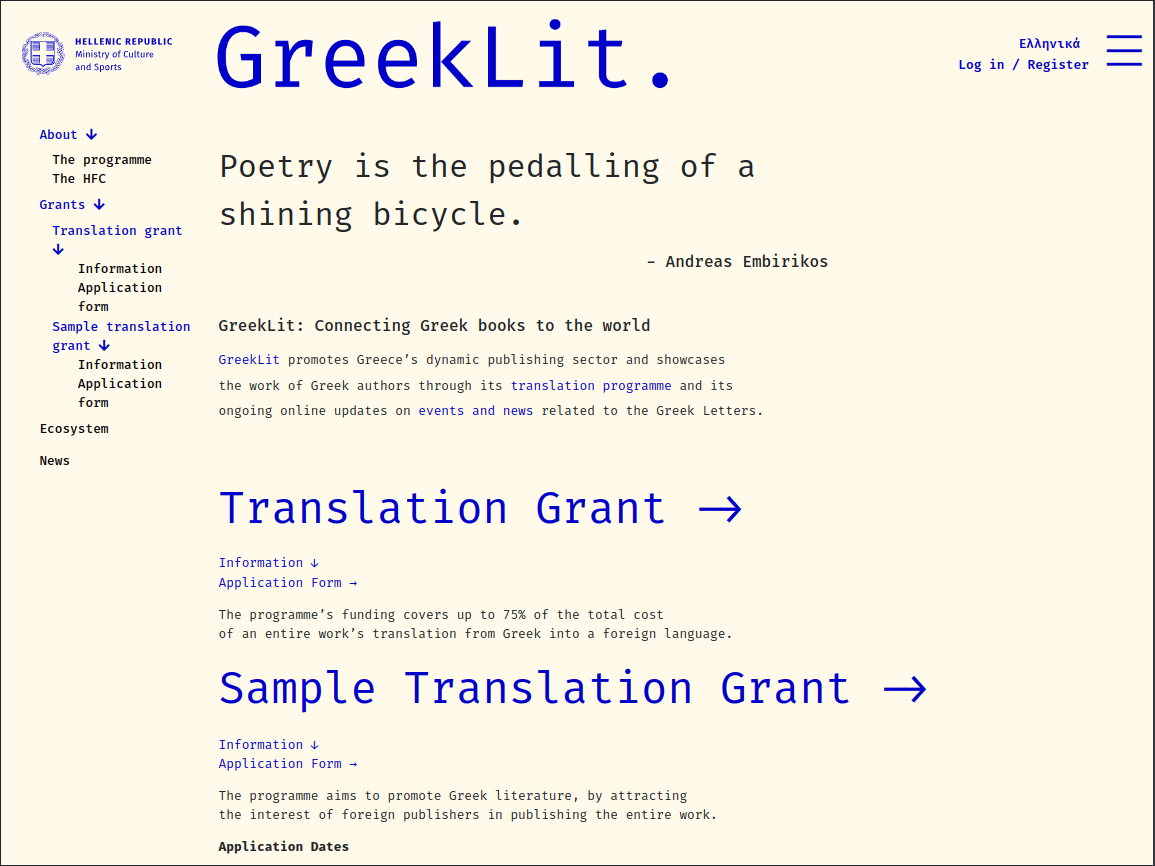 HELLENIC REPUBLIC
Ministry of Culture
and Sports
GreekLit.
Ελληνικά
Log in / Register
About ↓
The programme
The HFC
Grants ↓
Translation grant
↓
Information
Application
form
Sample translation
grant ↓
Information
Application
form
Ecosystem
News
Poetry is the pedalling of a
shining bicycle.
– Andreas Embirikos
GreekLit: Connecting Greek books to the world
GreekLit promotes Greece’s dynamic publishing sector and showcases
the work of Greek authors through its translation programme and its
ongoing online updates on events and news related to the Greek Letters.
Translation Grant →
Information ↓
Application Form →
The programme’s funding covers up to 75% of the total cost
of an entire work’s translation from Greek into a foreign language.
Sample Translation Grant →
Information ↓
Application Form →
The programme aims to promote Greek literature, by attracting
the interest of foreign publishers in publishing the entire work.
Application Dates